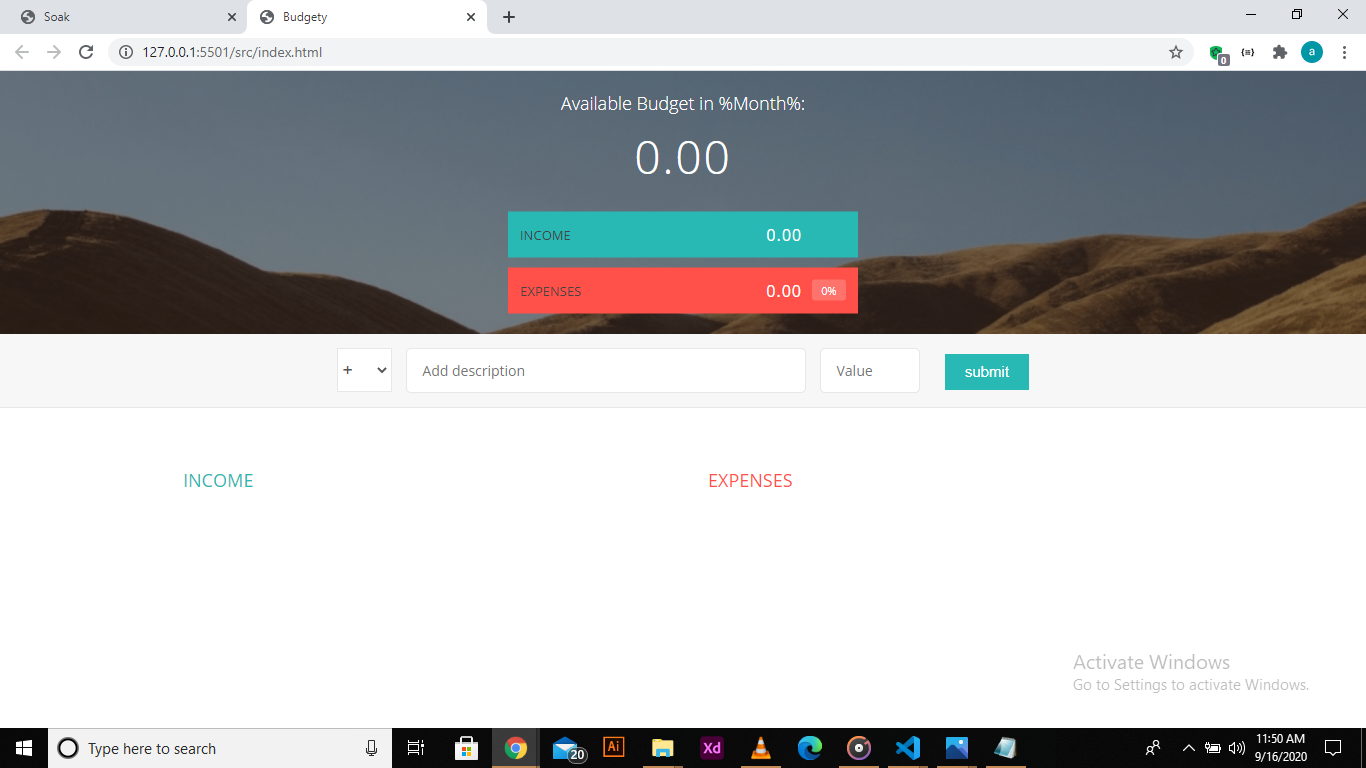 Soak
Budgety
127.0.0.1:5501/src/index.html
0
a
Available Budget in %Month%:
0.00
INCOME 0.00
EXPENSES 0.00 0%
+ Add description Value submit
INCOME EXPENSES
Activate Windows
Go to Settings to activate Windows.
Type here to search
20
Ai
Xd
11:50 AM
9/16/2020